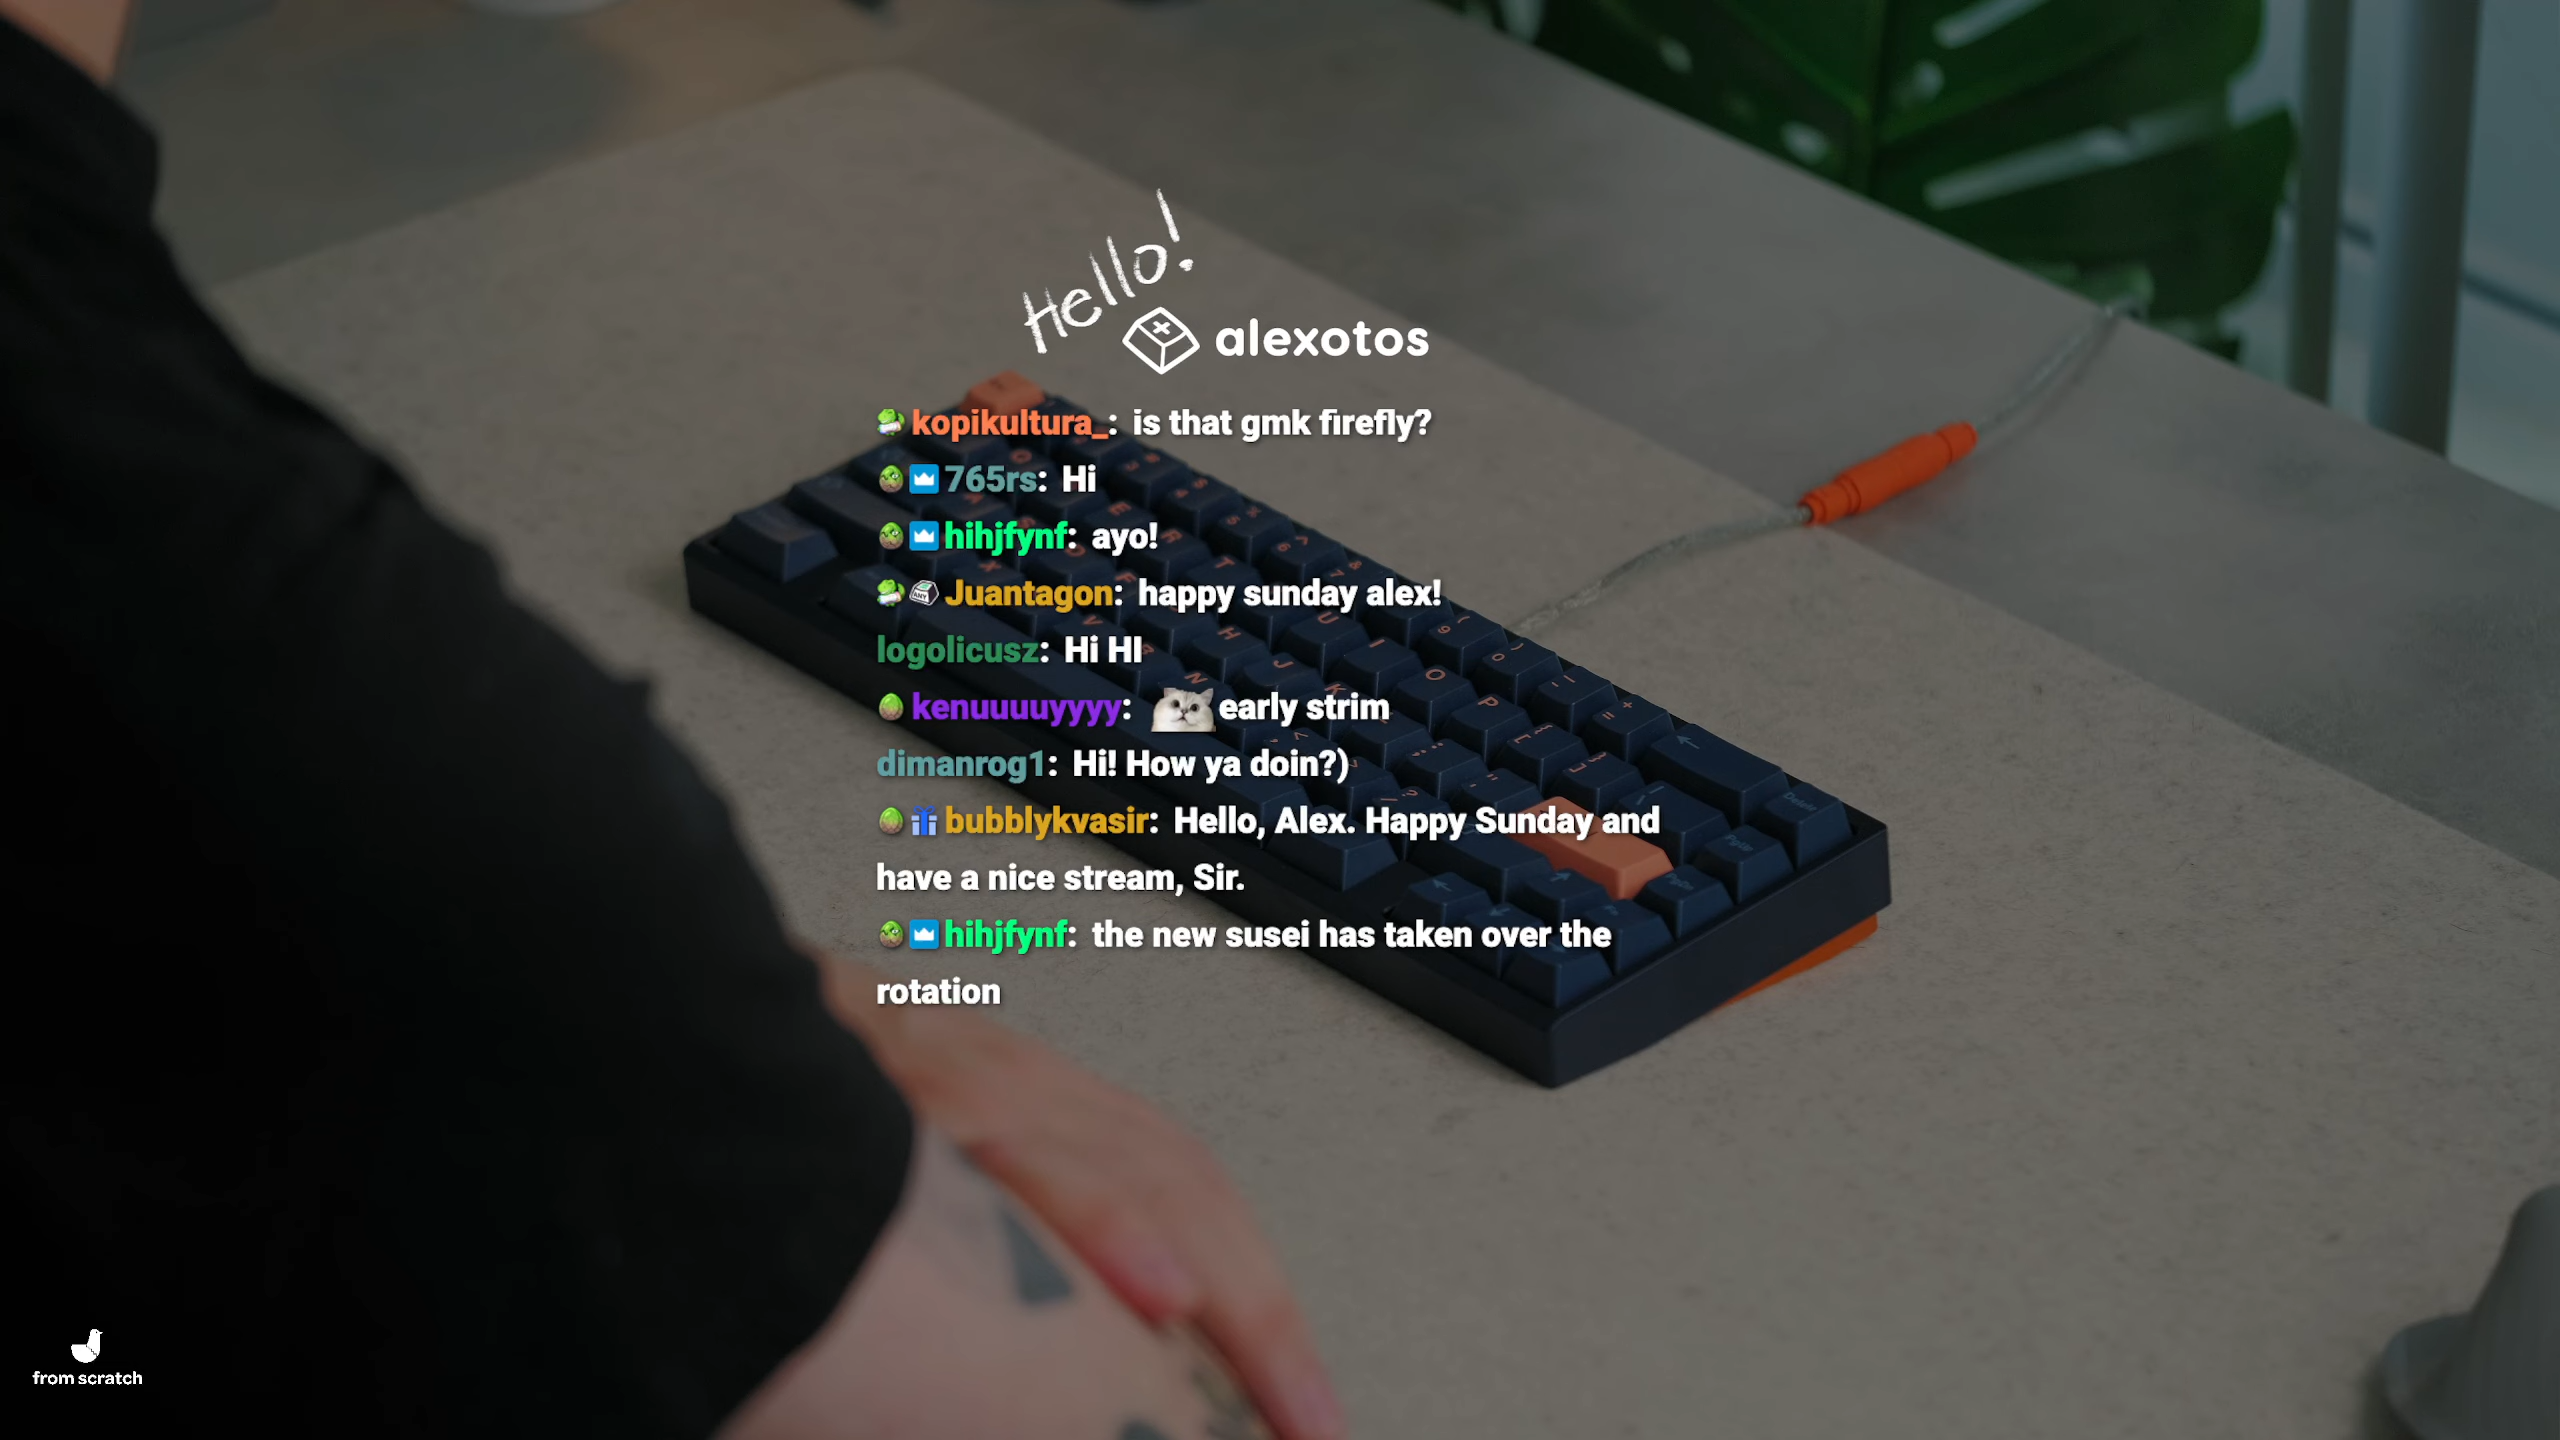 Hello!
alexotos
kopikultura_: is that gmk firefly?
765rs: Hi
hihjfynf: ayo!
Juantagon: happy sunday alex!
logolicusz: Hi HI
kenuuuuyyyy: early strim
dimanrog1: Hi! How ya doin?)
bubblykvasir: Hello, Alex. Happy Sunday and
have a nice stream, Sir.
hihjfynf: the new susei has taken over the
rotation
from scratch